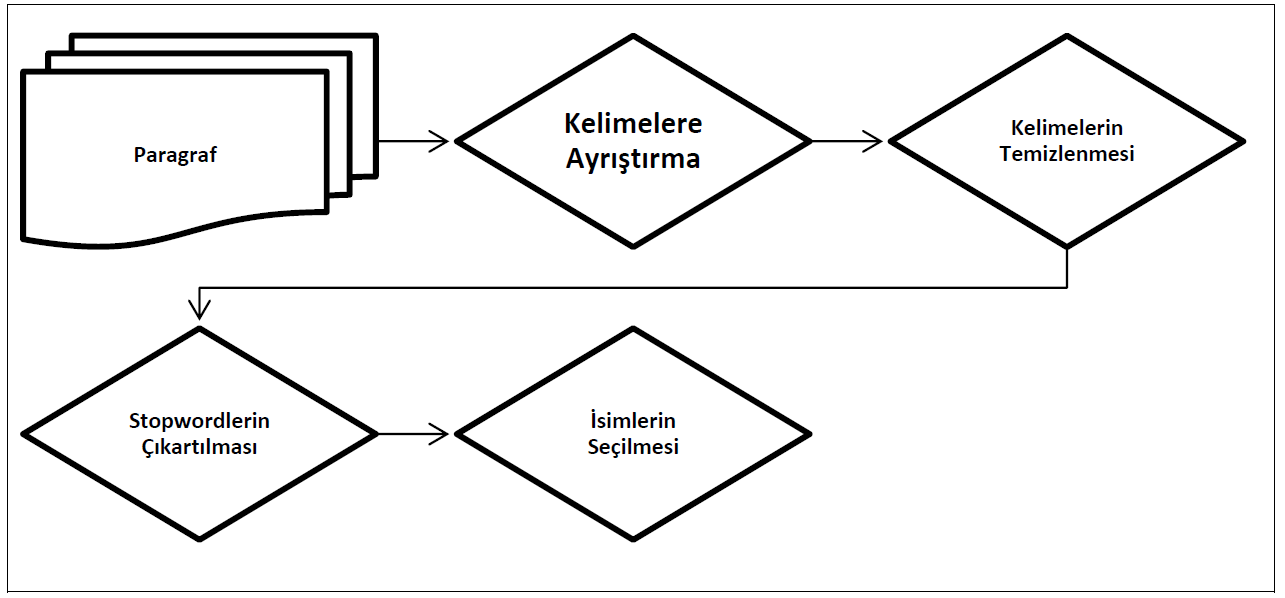 Paragraf
Kelimelere
Ayrıştırma
Kelimelerin
Temizlenmesi
Stopwordlerin
Çıkartılması
İsimlerin
Seçilmesi